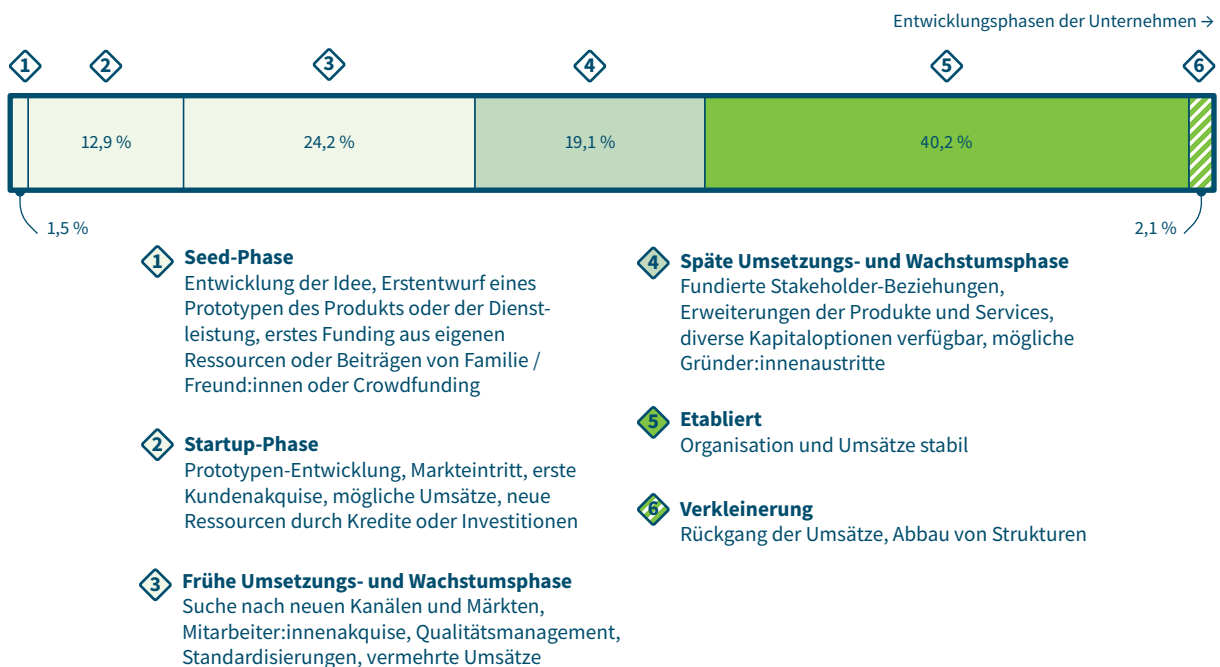 Entwicklungsphasen der Unternehmen →
1
2
3
4
5
6
12,9 %
24,2 %
19,1 %
40,2 %
1,5 %
2,1 %
1 Seed-Phase
Entwicklung der Idee, Erstentwurf eines
Prototypen des Produkts oder der Dienst-
leistung, erstes Funding aus eigenen
Ressourcen oder Beiträgen von Familie /
Freund:innen oder Crowdfunding
2 Startup-Phase
Prototypen-Entwicklung, Markteintritt, erste
Kundenakquise, mögliche Umsätze, neue
Ressourcen durch Kredite oder Investitionen
3 Frühe Umsetzungs- und Wachstumsphase
Suche nach neuen Kanälen und Märkten,
Mitarbeiter:innenakquise, Qualitätsmanagement,
Standardisierungen, vermehrte Umsätze
4 Späte Umsetzungs- und Wachstumsphase
Fundierte Stakeholder-Beziehungen,
Erweiterungen der Produkte und Services,
diverse Kapitaloptionen verfügbar, mögliche
Gründer:innenaustritte
5 Etabliert
Organisation und Umsätze stabil
6 Verkleinerung
Rückgang der Umsätze, Abbau von Strukturen